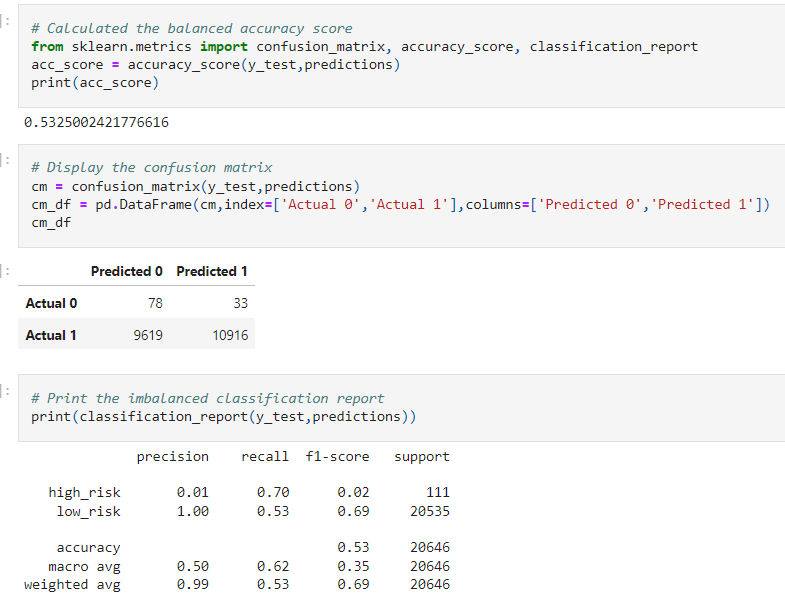 ]:
# Calculated the balanced accuracy score
from sklearn.metrics import confusion_matrix, accuracy_score, classification_report
acc_score = accuracy_score(y_test,predictions)
print(acc_score)
0.5325002421776616
]:
# Display the confusion matrix
cm = confusion_matrix(y_test,predictions)
cm_df = pd.DataFrame(cm,index=['Actual 0','Actual 1'],columns=['Predicted 0','Predicted 1'])
cm_df
]:
Predicted 0 Predicted 1
Actual 0 78 33
Actual 1 9619 10916
]:
# Print the imbalanced classification report
print(classification_report(y_test,predictions))
precision recall f1-score support
high_risk 0.01 0.70 0.02 111
low_risk 1.00 0.53 0.69 20535
accuracy 0.53 20646
macro avg 0.50 0.62 0.35 20646
weighted avg 0.99 0.53 0.69 20646